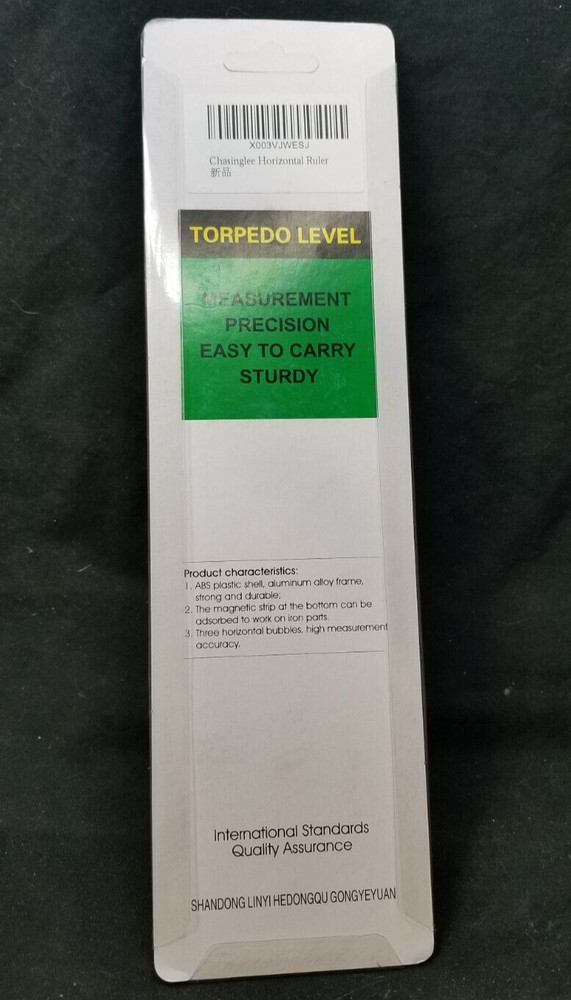 X003VJWESJ
Chasinglee Horizontal Ruler
新品
TORPEDO LEVEL
MEASUREMENT
PRECISION
EASY TO CARRY
STURDY
Product characteristics:
1. ABS plastic shell, aluminum alloy frame,
strong and durable;
2. The magnetic strip at the bottom can be
adsorbed to work on iron parts.
3. Three horizontal bubbles, high measurement
accuracy.
International Standards
Quality Assurance
SHANDONG LINYI HEDONGQU GONGYEYUAN